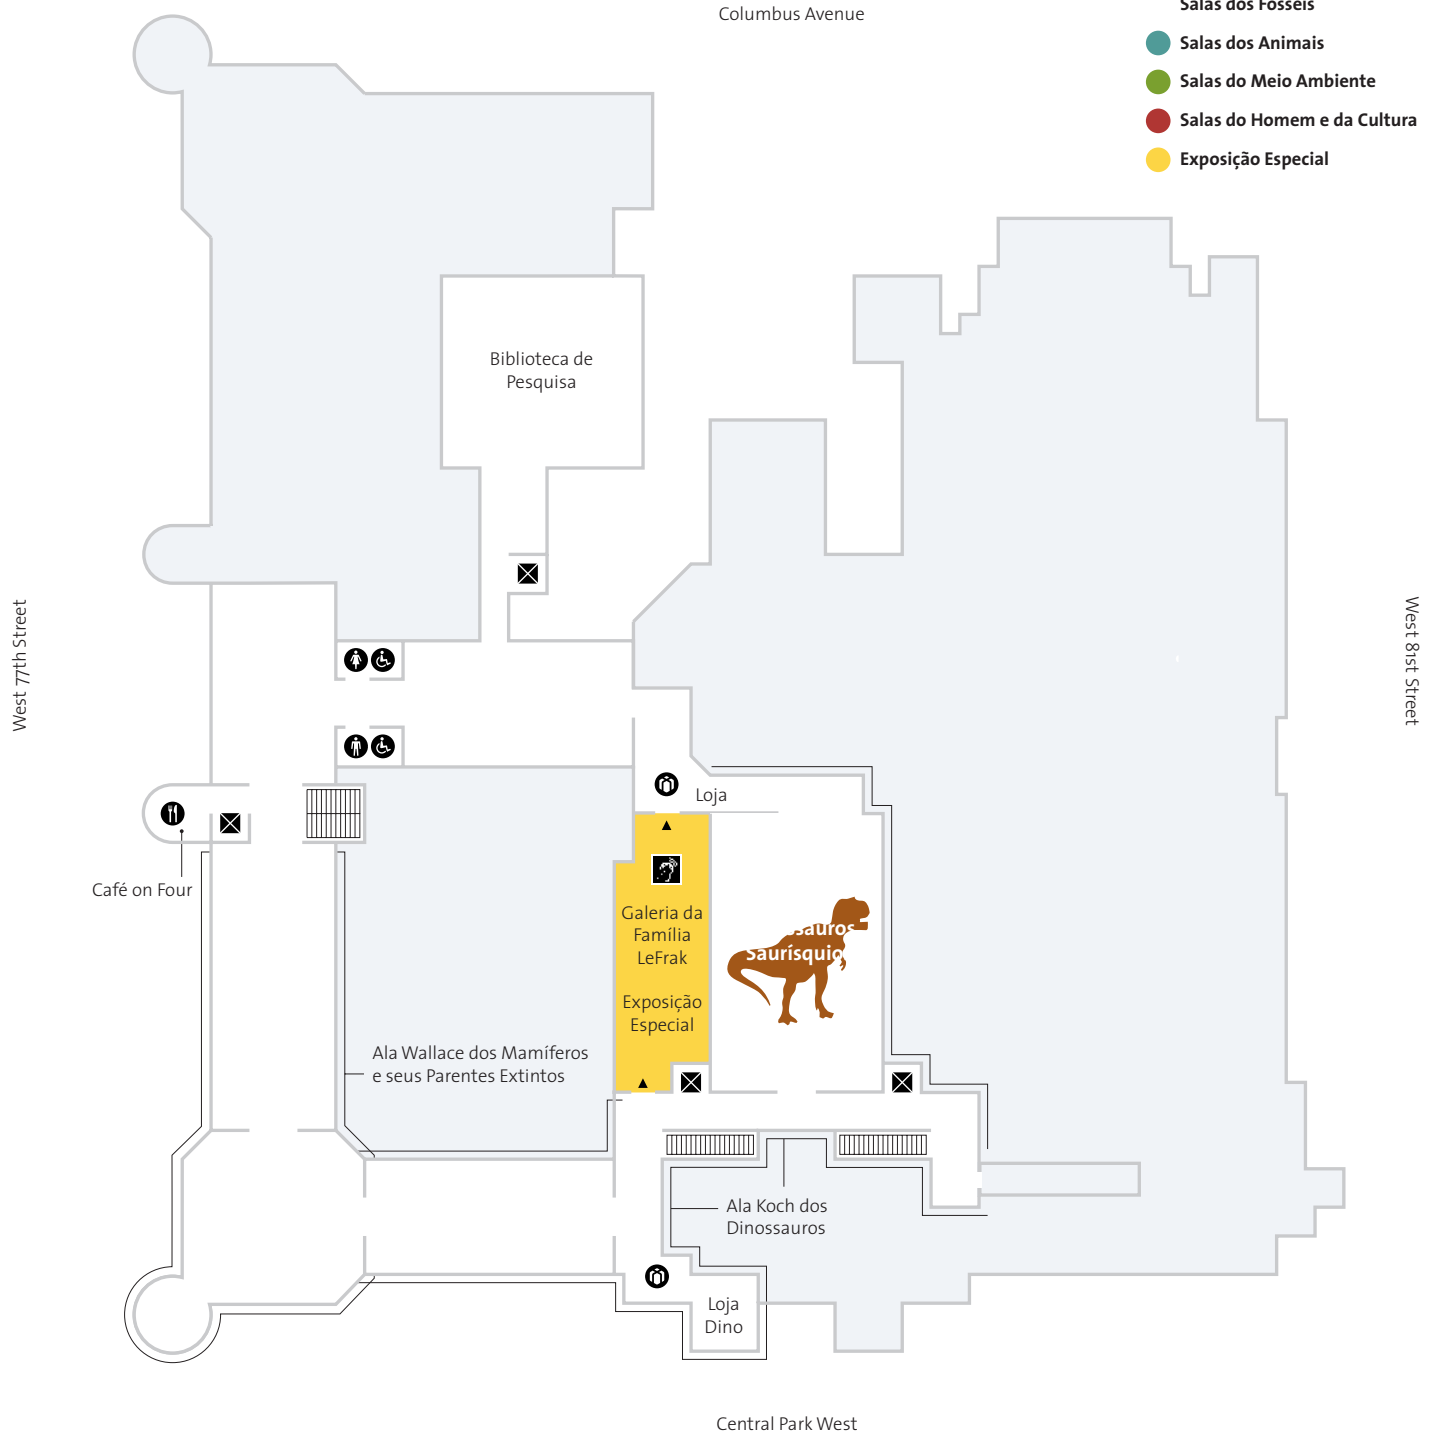 Columbus Avenue
Salas dos Fósseis
Salas dos Animais
Salas do Meio Ambiente
Salas do Homem e da Cultura
Exposição Especial
Biblioteca de
Pesquisa
West 77th Street
West 81st Street
Loja
Café on Four
Galeria da
Família
LeFrak
Exposição
Especial
Saurísquio
Ala Wallace dos Mamíferos
e seus Parentes Extintos
Ala Koch dos
Dinossauros
Loja
Dino
Central Park West